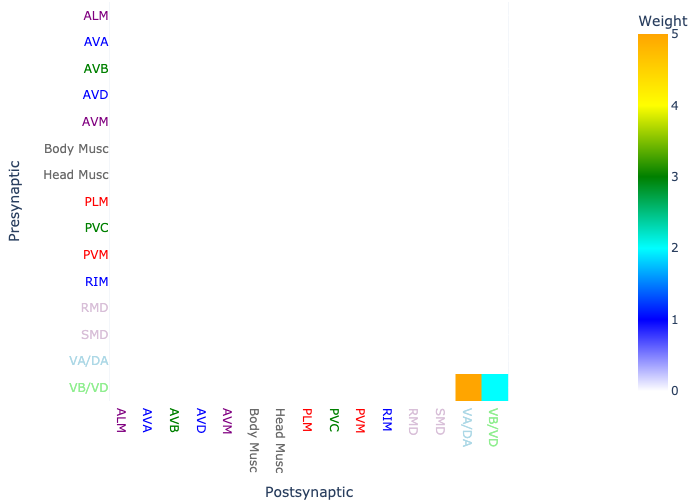 Weight
ALM
AVA
AVB
AVD
AVM
Body Musc
Head Musc
PLM
PVC
PVM
RIM
RMD
SMD
VA/DA
VB/VD
Presynaptic
ALM
AVA
AVB
AVD
AVM
Body Musc
Head Musc
PLM
PVC
PVM
RIM
RMD
SMD
VA/DA
VB/VD
Postsynaptic
5
4
3
2
1
0